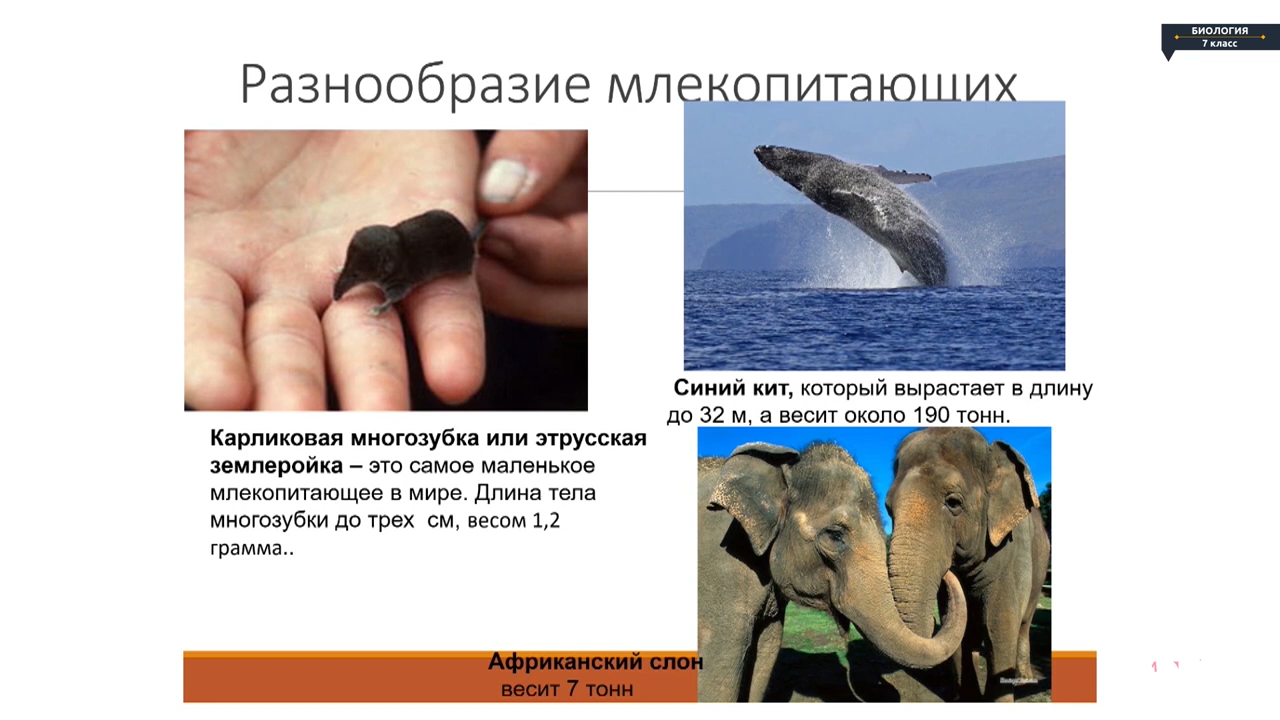 БИОЛОГИЯ
7 класс
Разнообразие млекопитающих
Синий кит, который вырастает в длину
до 32 м, а весит около 190 тонн.
Карликовая многозубка или этрусская
землеройка – это самое маленькое
млекопитающее в мире. Длина тела
многозубки до трех см, весом 1,2
грамма..
Африканский слон
весит 7 тонн